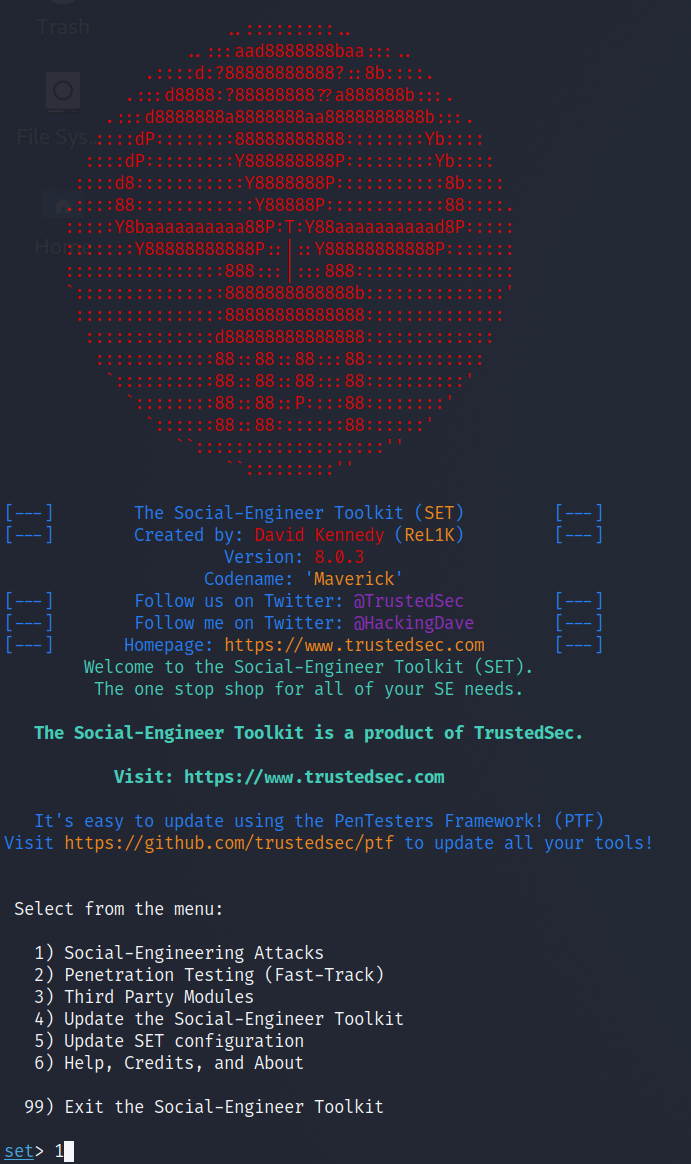 Trash
..:::::::::..
..:::aad8888888baa:::..
.::::d:?88888888888?::8b::::.
.:::d8888:?88888888??a888888b:::.
.:::d8888888a8888888aa8888888888b:::.
File Sys...
::::dP::::::::88888888888::::::::Yb::::
::::dP:::::::::Y888888888P:::::::::Yb::::
::::d8:::::::::::Y8888888P:::::::::::8b::::
.::::88::::::::::::Y88888P::::::::::::88::::.
:::::Y8baaaaaaaaaa88P:T:Y88aaaaaaaaaad8P:::::
Home
:::::::Y88888888888P::|::Y88888888888P:::::::
::::::::::::::::888:::|:::888::::::::::::::::
`:::::::::::::::8888888888888b::::::::::::::'
:::::::::::::::88888888888888::::::::::::::
:::::::::::::d88888888888888:::::::::::::
::::::::::::88::88::88:::88::::::::::::
`::::::::::88::88::88:::88::::::::::'
`::::::::88::88::P::::88::::::::'
`::::::88::88:::::::88::::::'
``:::::::::::::::::::''
``:::::::::''
[---] The Social-Engineer Toolkit (SET) [---]
[---] Created by: David Kennedy (ReL1K) [---]
Version: 8.0.3
Codename: 'Maverick'
[---] Follow us on Twitter: @TrustedSec [---]
[---] Follow me on Twitter: @HackingDave [---]
[---] Homepage: https://www.trustedsec.com [---]
Welcome to the Social-Engineer Toolkit (SET).
The one stop shop for all of your SE needs.
The Social-Engineer Toolkit is a product of TrustedSec.
Visit: https://www.trustedsec.com
It's easy to update using the PenTesters Framework! (PTF)
Visit https://github.com/trustedsec/ptf to update all your tools!
Select from the menu:
1) Social-Engineering Attacks
2) Penetration Testing (Fast-Track)
3) Third Party Modules
4) Update the Social-Engineer Toolkit
5) Update SET configuration
6) Help, Credits, and About
99) Exit the Social-Engineer Toolkit
set> 1